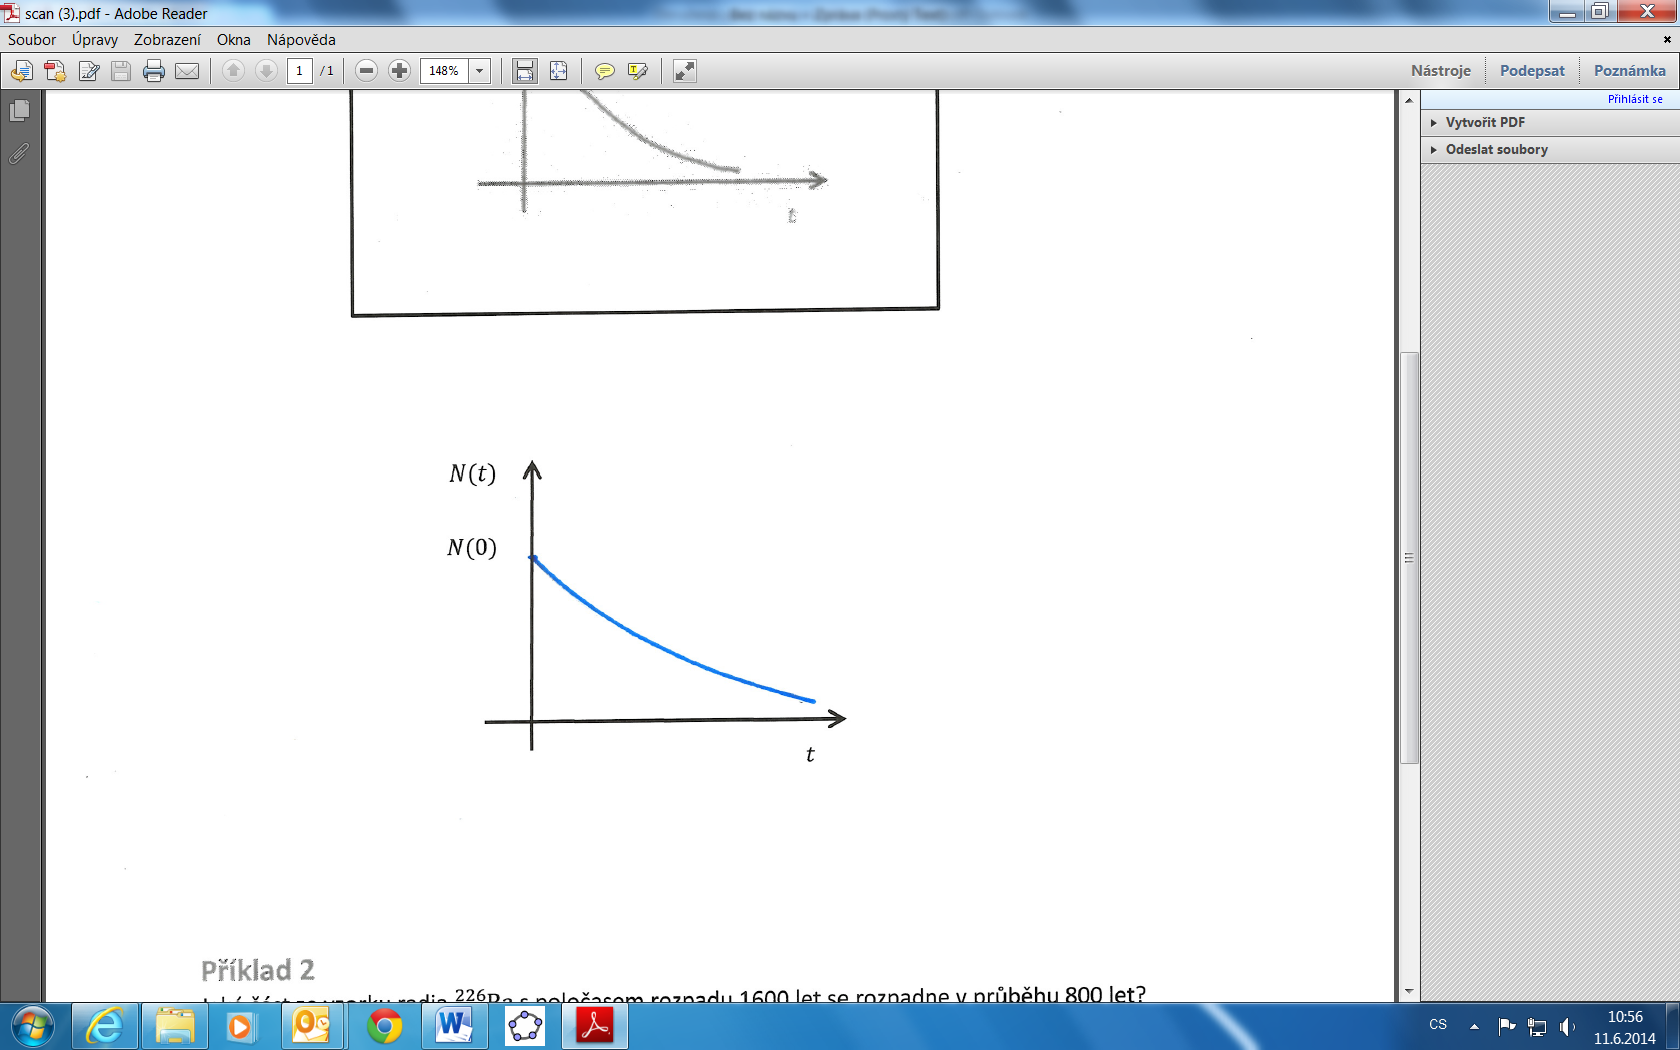 scan (3).pdf - Adobe Reader
Soubor Úpravy Zobrazení Okna Nápověda
1 / 1 148% Nástroje Podepsat Poznámka
Přihlásit se
Vytvořit PDF
Odeslat soubory
t
N(t)
N(0)
t
Příklad 2
vzorku radia ²²⁶Ra s poločasem rozpadu 1600 let se rozpadne v průběhu 800 let?
CS 10:56
11.6.2014